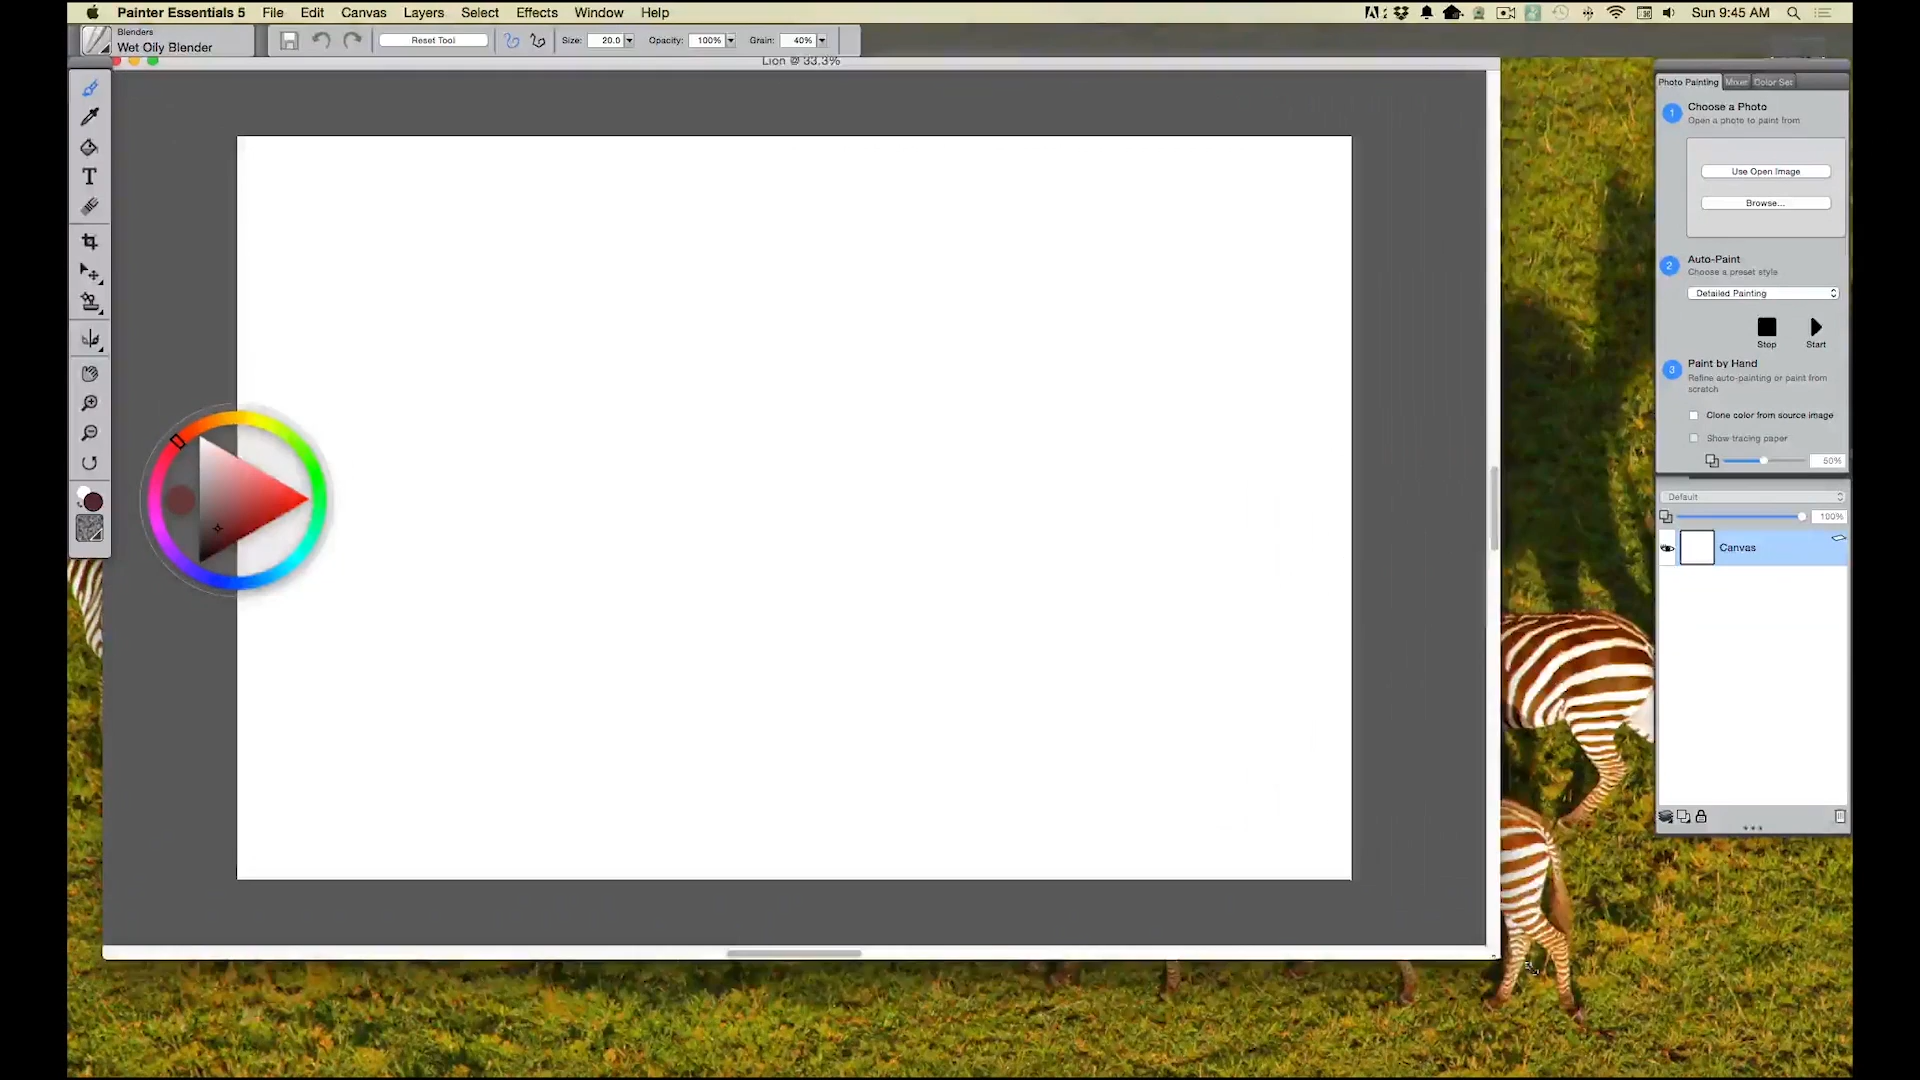 Painter Essentials 5 File Edit Canvas Layers Select Effects Window Help Sun 9:45 AM
Blenders
Wet Oily Blender
Reset Tool Size: 20.0 Opacity: 100% Grain: 40%
Lion @ 33.3%
Photo Painting Mixer Color Set
1 Choose a Photo
Open a photo to paint from
Use Open Image
Browse...
2 Auto-Paint
Choose a preset style
Detailed Painting
Stop Start
3 Paint by Hand
Refine auto-painting or paint from
scratch
Clone color from source image
Show tracing paper
50%
Default
100%
Canvas
T